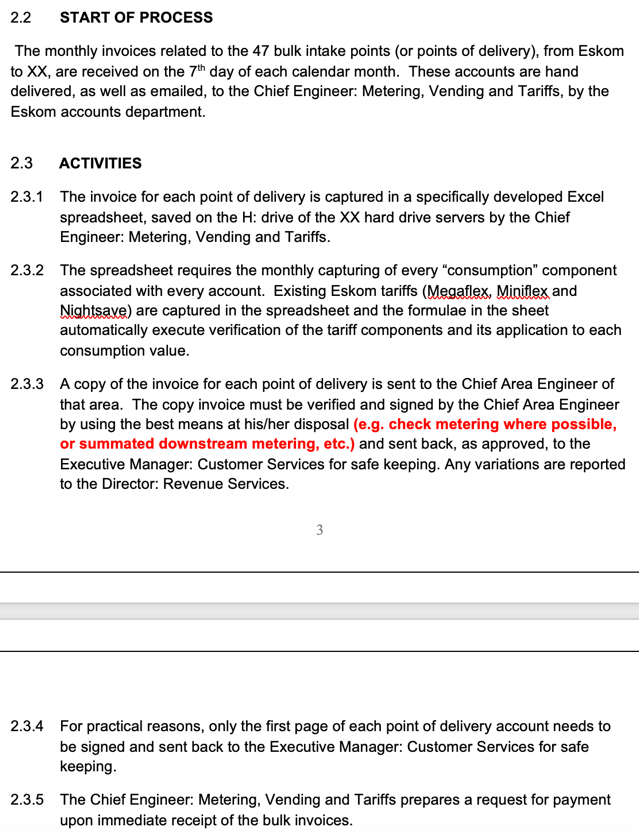 2.2 START OF PROCESS
The monthly invoices related to the 47 bulk intake points (or points of delivery), from Eskom
to XX, are received on the 7th day of each calendar month. These accounts are hand
delivered, as well as emailed, to the Chief Engineer: Metering, Vending and Tariffs, by the
Eskom accounts department.
2.3 ACTIVITIES
2.3.1 The invoice for each point of delivery is captured in a specifically developed Excel
spreadsheet, saved on the H: drive of the XX hard drive servers by the Chief
Engineer: Metering, Vending and Tariffs.
2.3.2 The spreadsheet requires the monthly capturing of every “consumption” component
associated with every account. Existing Eskom tariffs (Megaflex, Miniflex and
Nightsave) are captured in the spreadsheet and the formulae in the sheet
automatically execute verification of the tariff components and its application to each
consumption value.
2.3.3 A copy of the invoice for each point of delivery is sent to the Chief Area Engineer of
that area. The copy invoice must be verified and signed by the Chief Area Engineer
by using the best means at his/her disposal (e.g. check metering where possible,
or summated downstream metering, etc.) and sent back, as approved, to the
Executive Manager: Customer Services for safe keeping. Any variations are reported
to the Director: Revenue Services.
3
2.3.4 For practical reasons, only the first page of each point of delivery account needs to
be signed and sent back to the Executive Manager: Customer Services for safe
keeping.
2.3.5 The Chief Engineer: Metering, Vending and Tariffs prepares a request for payment
upon immediate receipt of the bulk invoices.